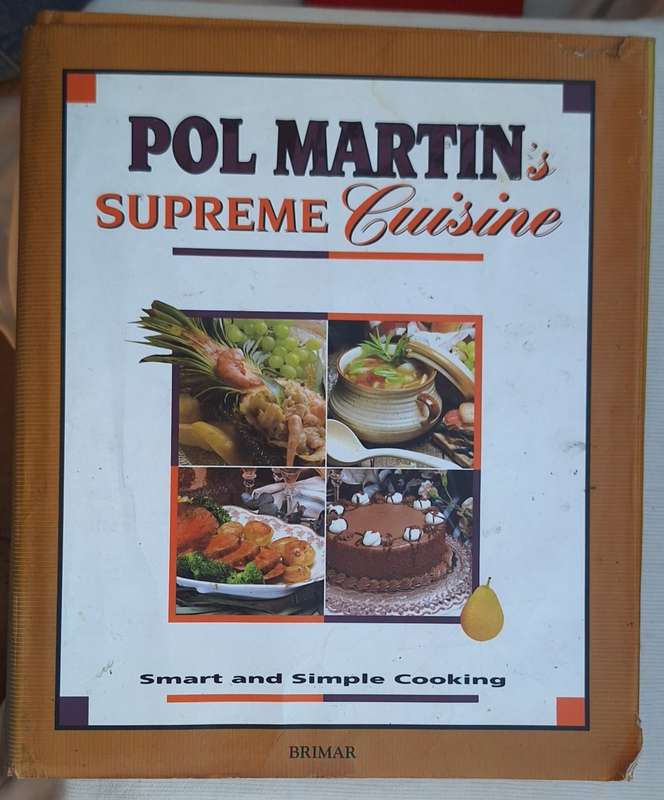 POL MARTIN's
SUPREME Cuisine
Smart and Simple Cooking
BRIMAR